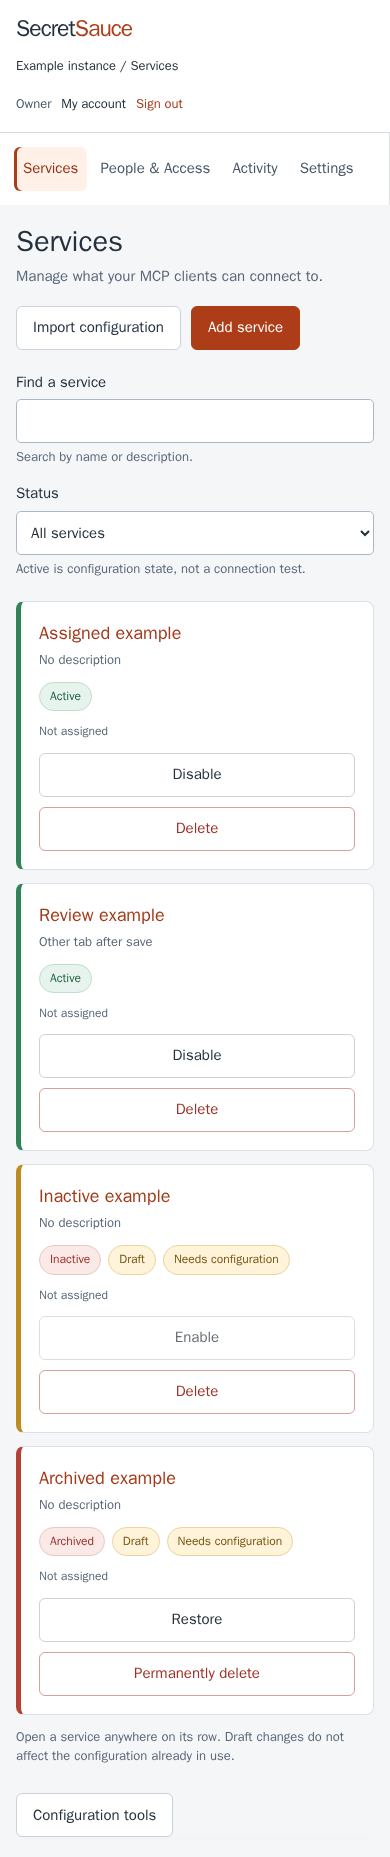 SecretSauce
Example instance / Services
Owner My account Sign out
Services People & Access Activity Settings
Services
Manage what your MCP clients can connect to.
Import configuration Add service
Find a service
Search by name or description.
Status
All services
Active is configuration state, not a connection test.
Assigned example
No description
Active
Not assigned
Disable
Delete
Review example
Other tab after save
Active
Not assigned
Disable
Delete
Inactive example
No description
Inactive Draft Needs configuration
Not assigned
Enable
Delete
Archived example
No description
Archived Draft Needs configuration
Not assigned
Restore
Permanently delete
Open a service anywhere on its row. Draft changes do not
affect the configuration already in use.
Configuration tools